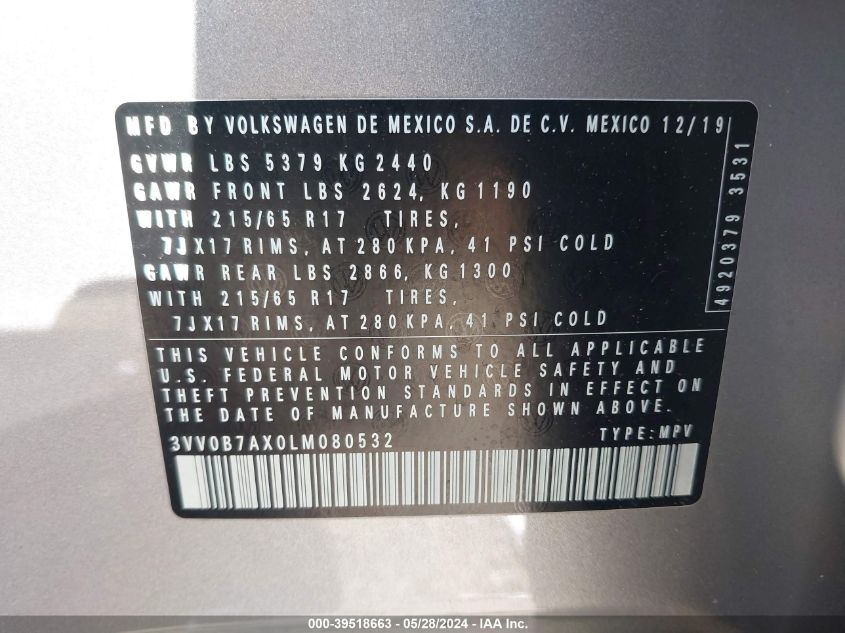 MFD BY VOLKSWAGEN DE MEXICO S.A. DE C.V. MEXICO 12/19
GVWR LBS 5379 KG 2440
GAWR FRONT LBS 2624, KG 1190
WITH 215/65 R17 TIRES,
7JX17 RIMS, AT 280 KPA, 41 PSI COLD
GAWR REAR LBS 2866, KG 1300
WITH 215/65 R17 TIRES,
7JX17 RIMS, AT 280 KPA, 41 PSI COLD
4920379 3531
THIS VEHICLE CONFORMS TO ALL APPLICABLE
U.S. FEDERAL MOTOR VEHICLE SAFETY AND
THEFT PREVENTION STANDARDS IN EFFECT ON
THE DATE OF MANUFACTURE SHOWN ABOVE.
3VV0B7AX0LM080532 TYPE: MPV
000-39518663 - 05/28/2024 - IAA Inc.